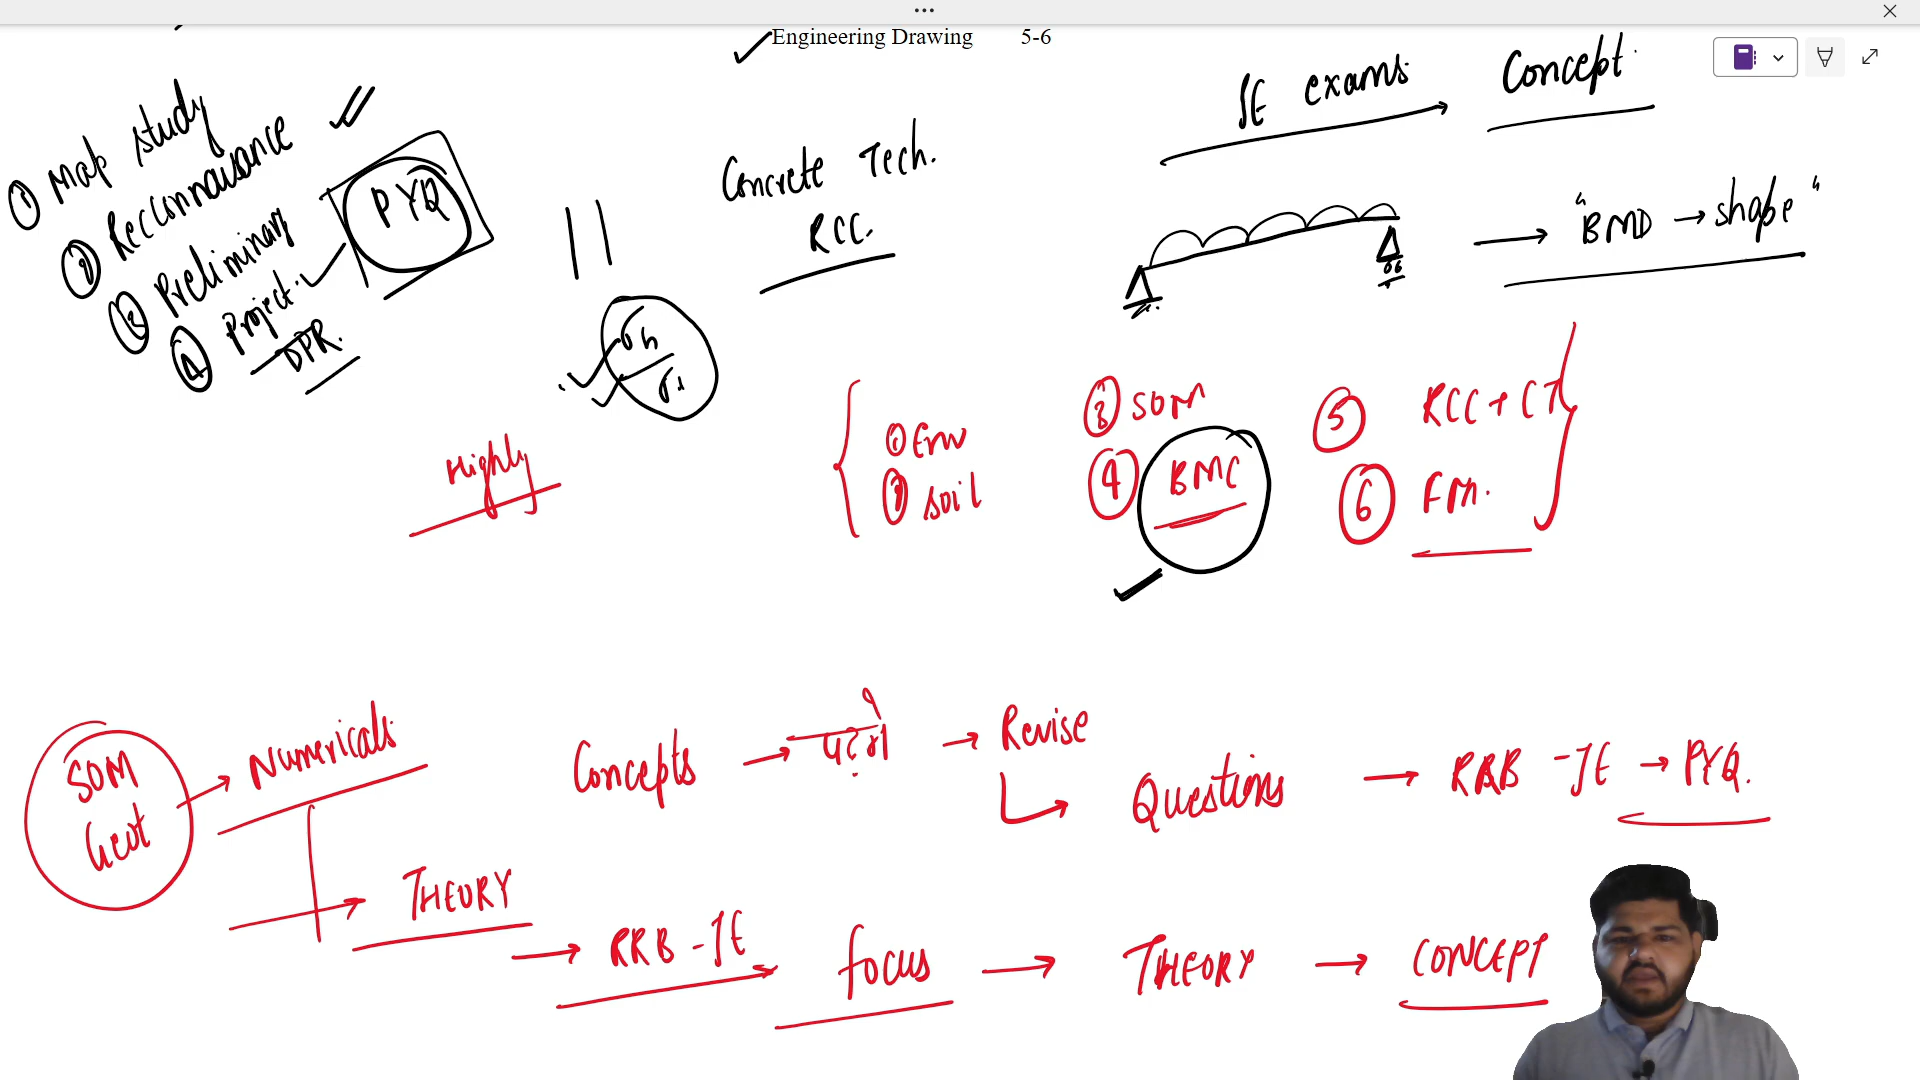 Engineering Drawing 5-6
① Map study
② Recconnaisance
③ Preliminary
④ Project.
DPR.
PYQ
Concrete Tech.
RCC.
JE exams
Concept
"BMD → shape"
σh
Highly
① Env
② soil
③ SOM
④ BMC
⑤ RCC + CT
⑥ FM.
SOM
Geot
→ Numericals
Concepts → → Revise
→ Questions → RRB -JE → PYQ.
→ THEORY
→ RRB -JE focus → THEORY → CONCEPT